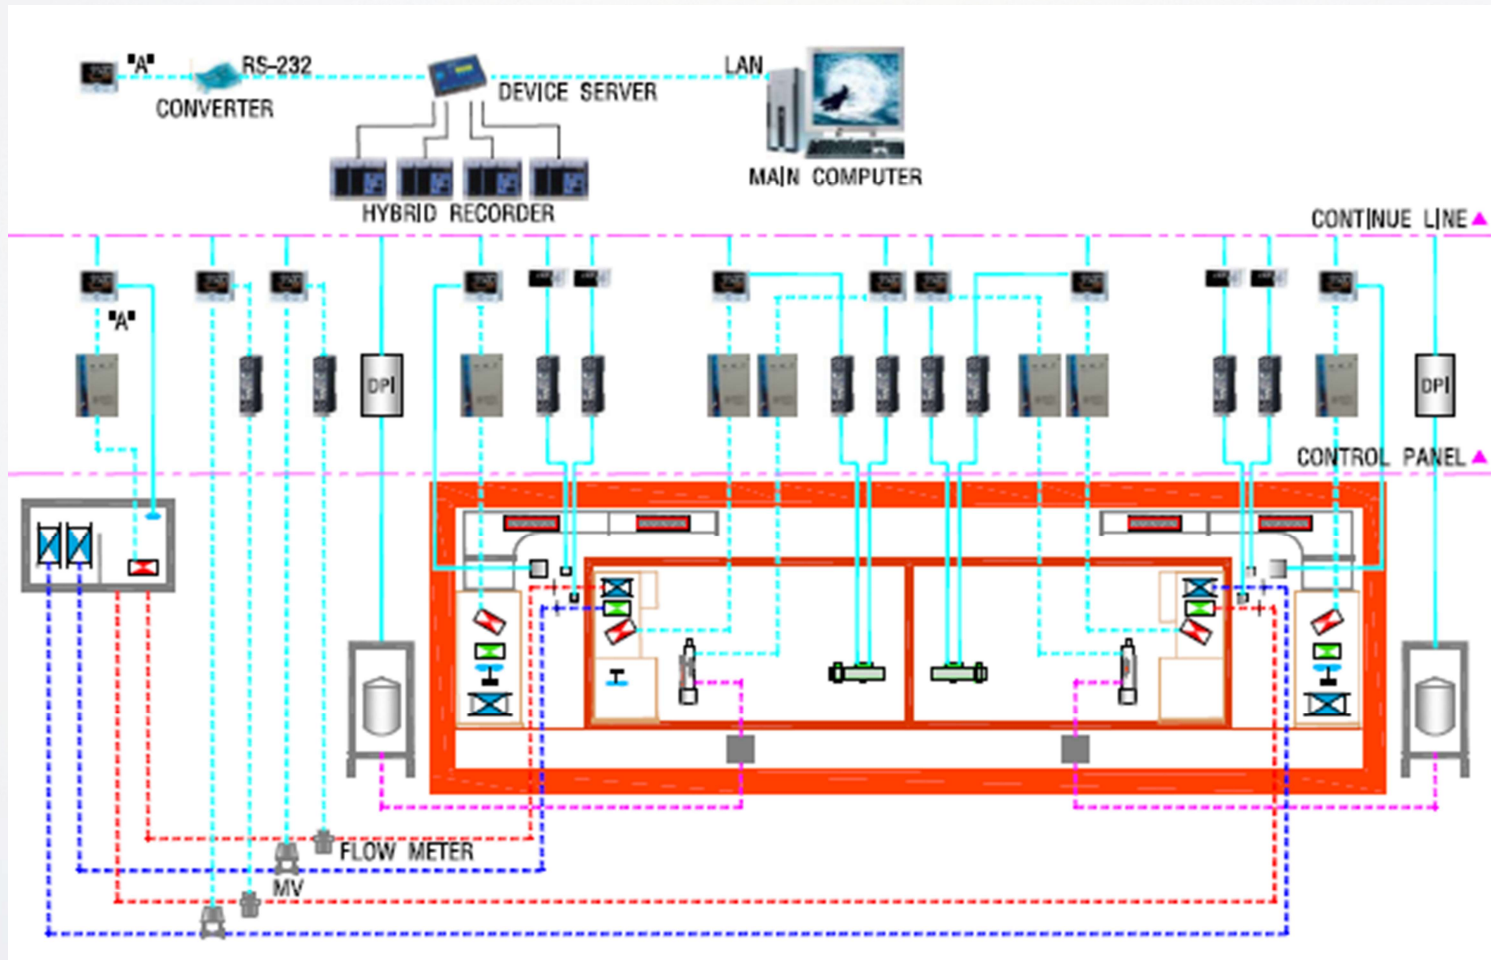 "A"
RS-232
LAN
CONVERTER
DEVICE SERVER
MAIN COMPUTER
HYBRID RECORDER
CONTINUE LINE
"A"
DPI
DPI
CONTROL PANEL
FLOW METER
MV